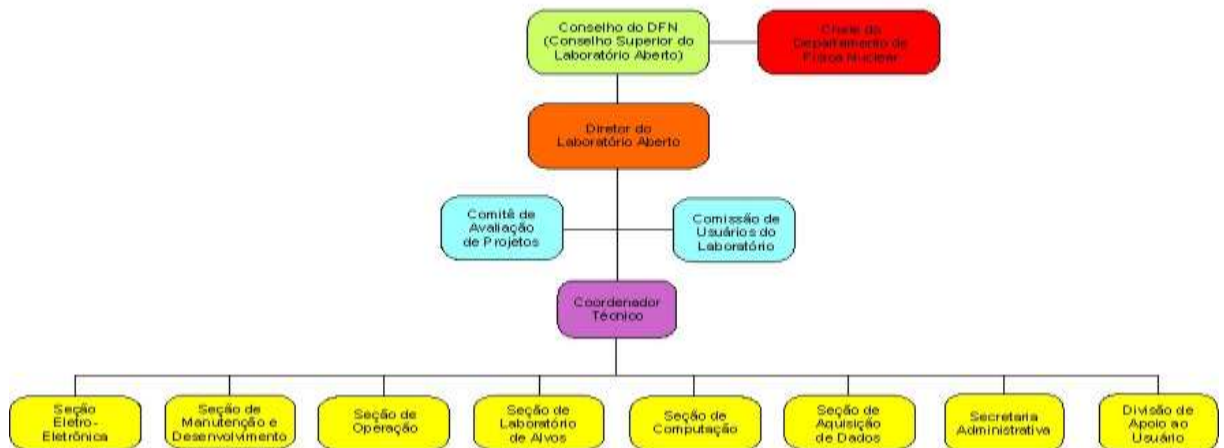 Conselho do DFN
(Conselho Superior do
Laboratório Aberto)
Chefe do
Departamento de
Física Nuclear
Diretor do
Laboratório Aberto
Comitê de
Avaliação
de Projetos
Comissão de
Usuários do
Laboratório
Coordenador
Técnico
Seção
Eletro-
Eletrônica
Seção de
Manutenção e
Desenvolvimento
Seção de
Operação
Seção de
Laboratório
de Alvos
Seção de
Computação
Seção de
Aquisição
de Dados
Secretaria
Administrativa
Divisão de
Apoio ao
Usuário